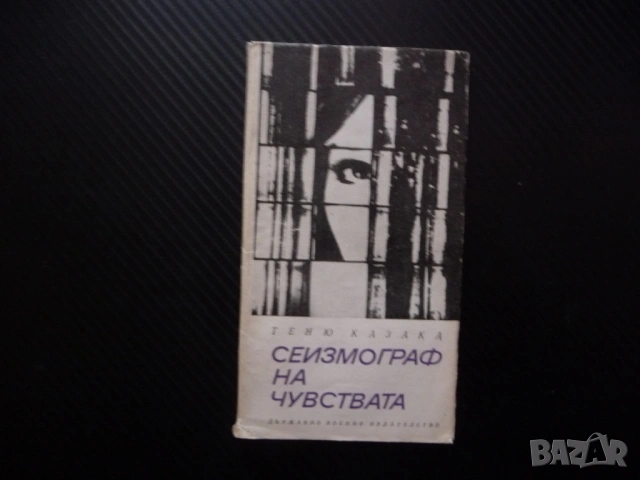 ТЕНЮ КАЗАКА
СЕИЗМОГРАФ
НА
ЧУВСТВАТА
ДЪРЖАВНО ВОЕННО ИЗДАТЕЛСТВО
BAZAR